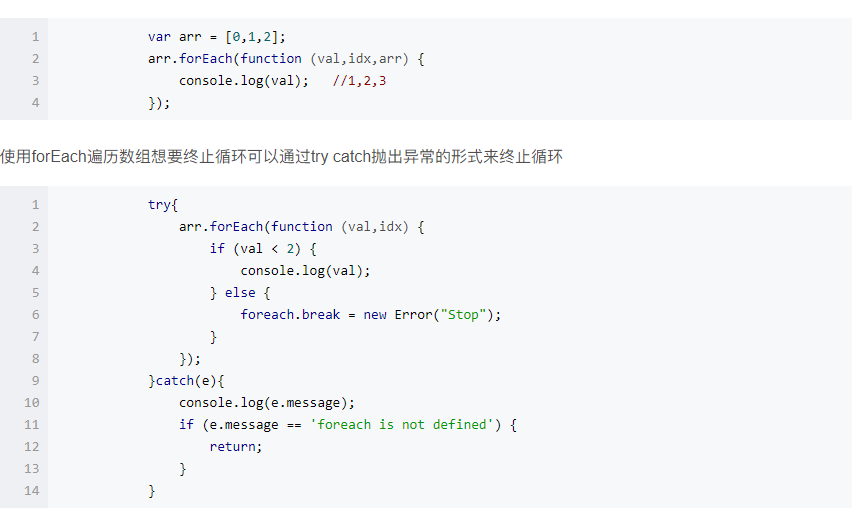 1 var arr = [0,1,2];
2 arr.forEach(function (val,idx,arr) {
3 console.log(val);   //1,2,3
4 });
使用forEach遍历数组想要终止循环可以通过try catch抛出异常的形式来终止循环
1 try{
2 arr.forEach(function (val,idx) {
3 if (val < 2) {
4 console.log(val);
5 } else {
6 foreach.break = new Error("Stop");
7 }
8 });
9 }catch(e){
10 console.log(e.message);
11 if (e.message == 'foreach is not defined') {
12 return;
13 }
14 }